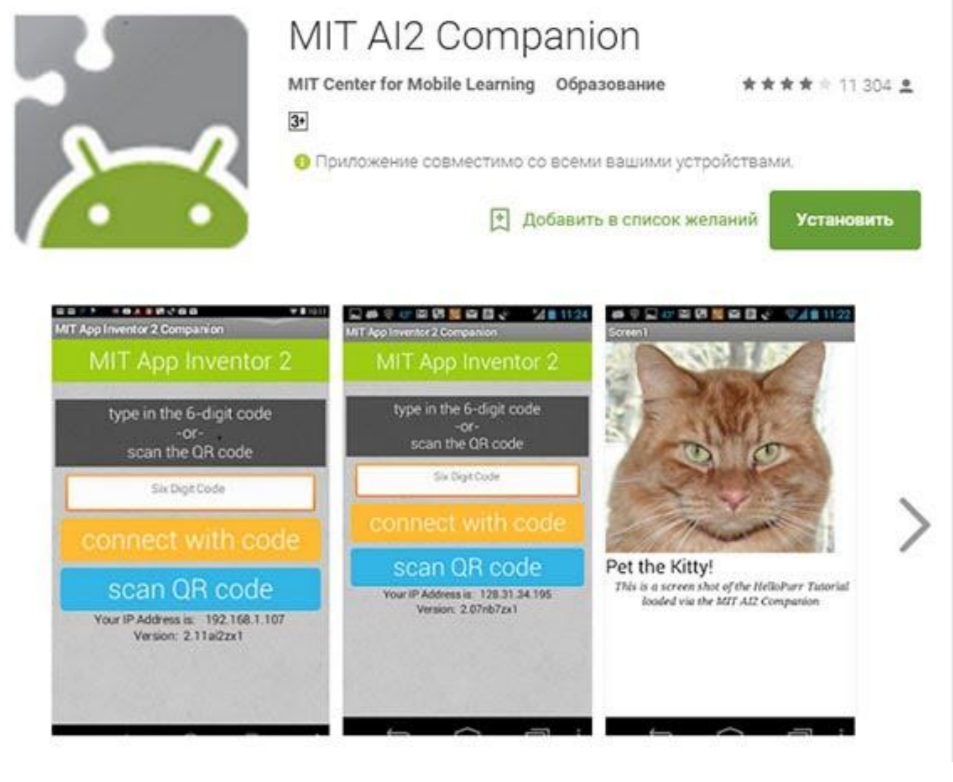 MIT AI2 Companion
MIT Center for Mobile Learning Образование 11 304
3+
Приложение совместимо со всеми вашими устройствами.
Добавить в список желаний Установить
10:31
MIT App Inventor 2 Companion
MIT App Inventor 2
type in the 6-digit code
-or-
scan the QR code
Six Digit Code
connect with code
scan QR code
Your IP Address is: 192.168.1.107
Version: 2.11ai2zx1
11:24
MIT App Inventor 2 Companion
MIT App Inventor 2
type in the 6-digit code
-or-
scan the QR code
Six Digit Code
connect with code
scan QR code
Your IP Address is: 128.31.34.195
Version: 2.07nb7zx1
11:22
Screen1
Pet the Kitty!
This is a screen shot of the HelloPurr Tutorial
loaded via the MIT AI2 Companion